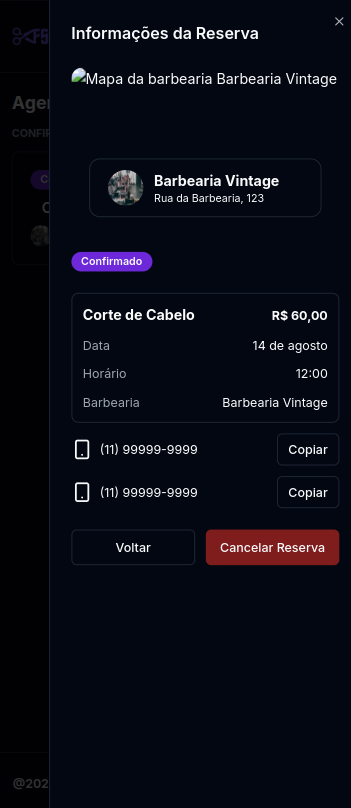 Informações da Reserva
Mapa da barbearia Barbearia Vintage
Barbearia Vintage
Rua da Barbearia, 123
Confirmado
Corte de Cabelo R$ 60,00
Data 14 de agosto
Horário 12:00
Barbearia Barbearia Vintage
(11) 99999-9999 Copiar
(11) 99999-9999 Copiar
Voltar Cancelar Reserva
Agen
CONFIR
C
C
@202